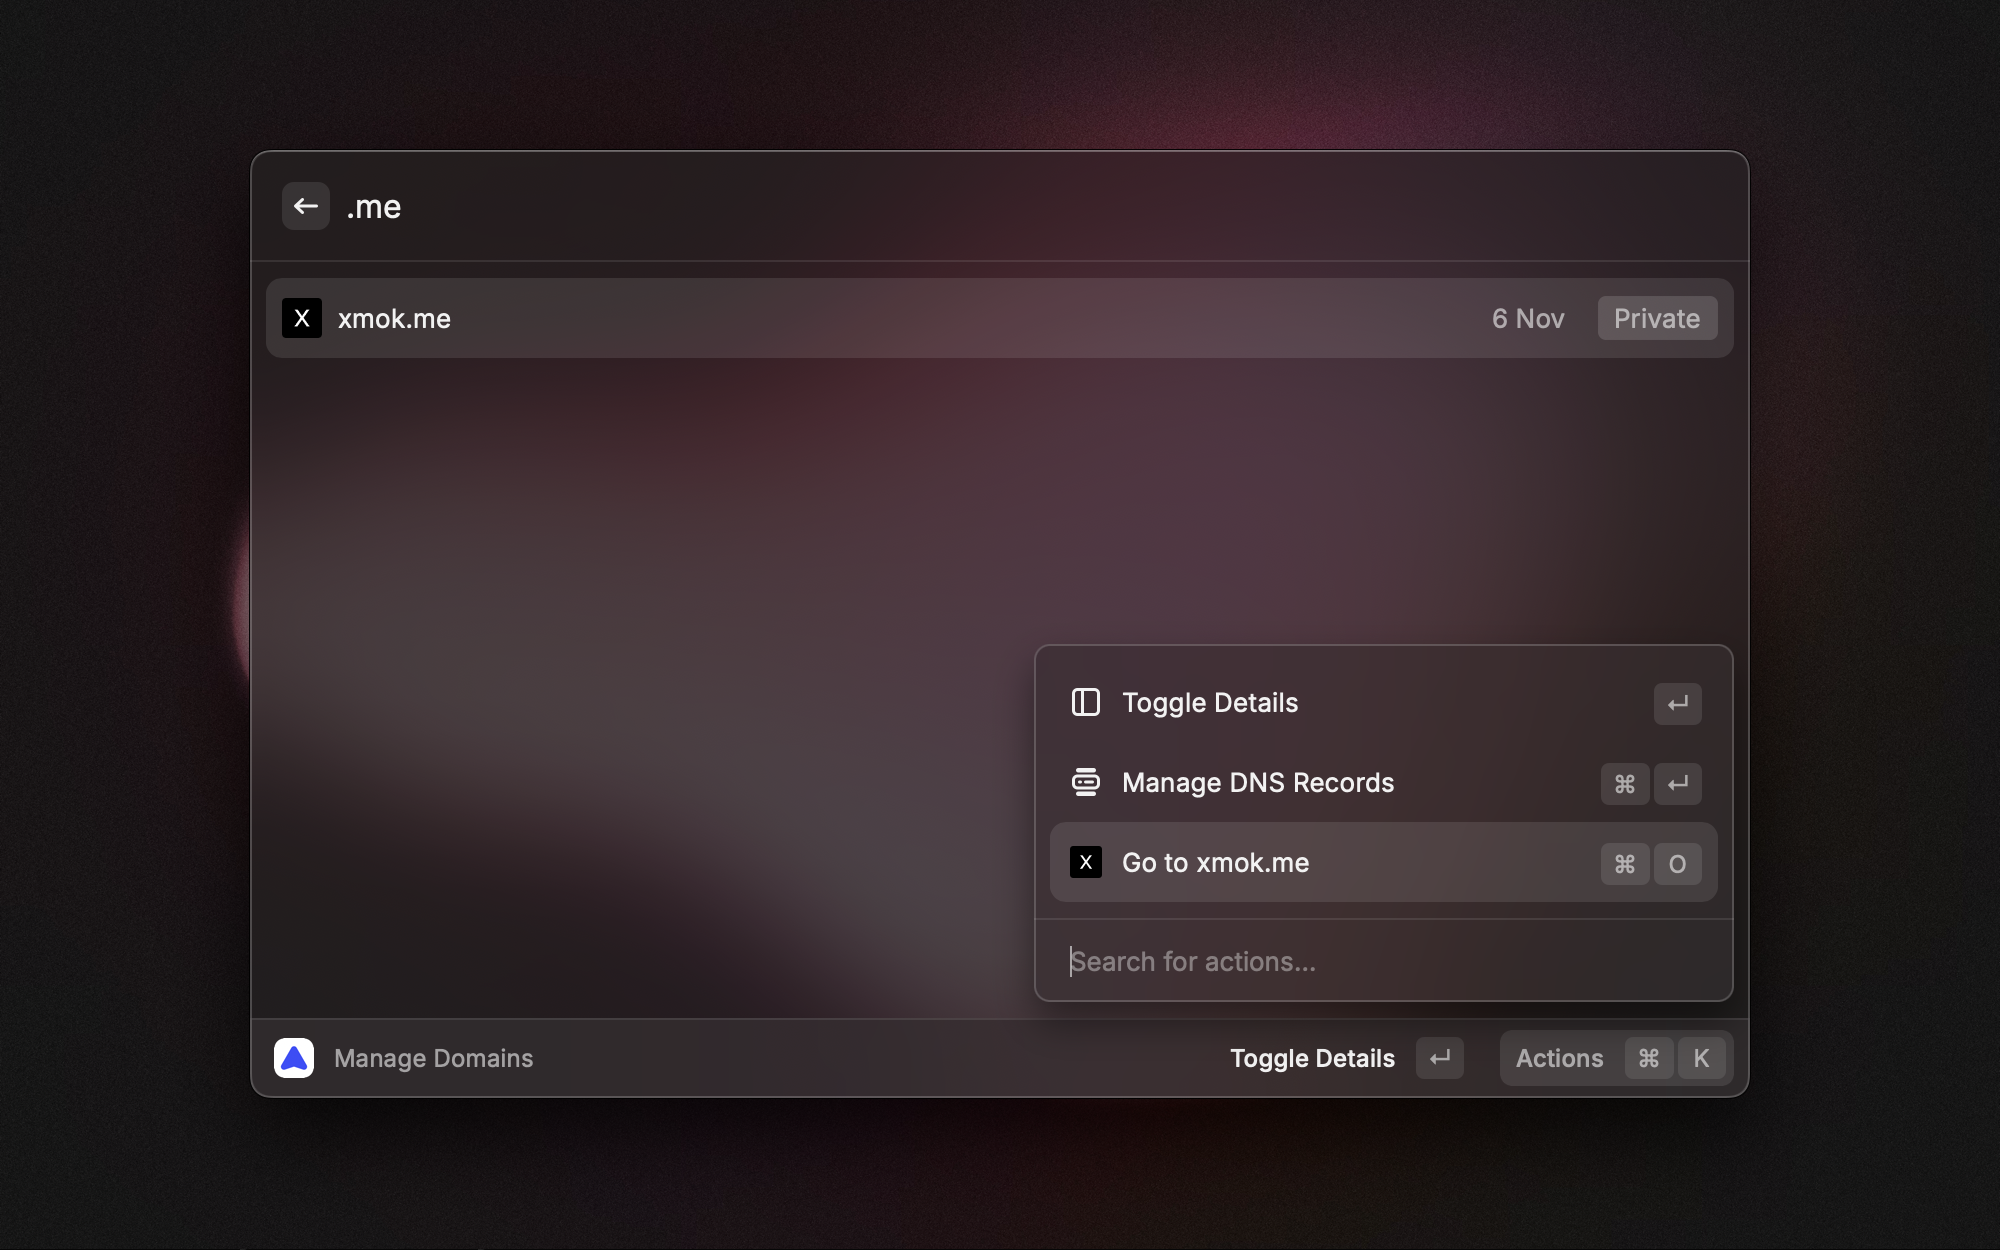 .me
X xmok.me 6 Nov Private
Toggle Details ↵
Manage DNS Records ⌘ ↵
X Go to xmok.me ⌘ O
Search for actions...
Manage Domains Toggle Details ↵ Actions ⌘ K